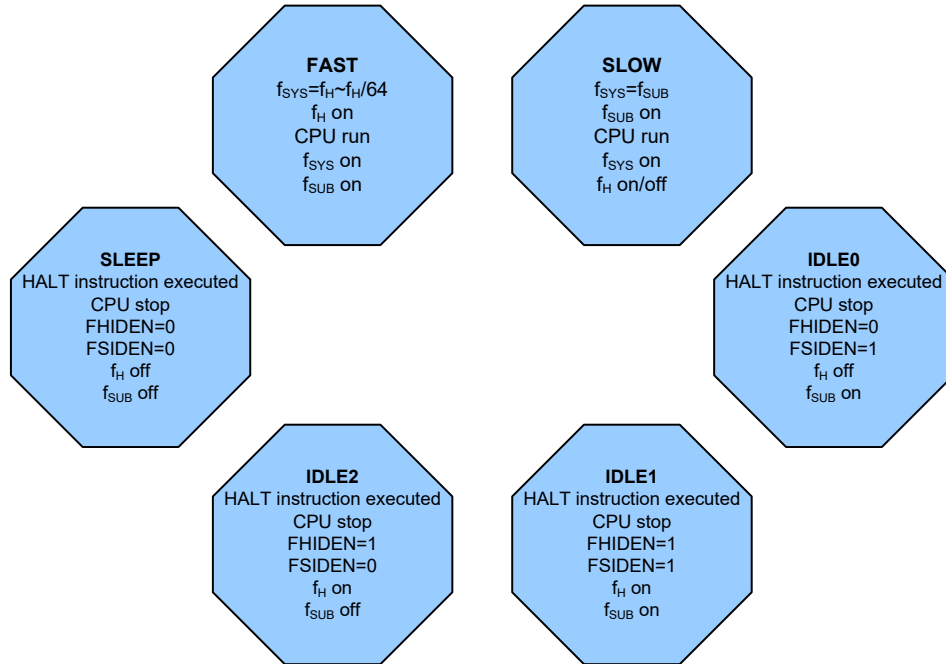 FAST
fSYS=fH~fH/64
fH on
CPU run
fSYS on
fSUB on
SLOW
fSYS=fSUB
fSUB on
CPU run
fSYS on
fH on/off
SLEEP
HALT instruction executed
CPU stop
FHIDEN=0
FSIDEN=0
fH off
fSUB off
IDLE0
HALT instruction executed
CPU stop
FHIDEN=0
FSIDEN=1
fH off
fSUB on
IDLE2
HALT instruction executed
CPU stop
FHIDEN=1
FSIDEN=0
fH on
fSUB off
IDLE1
HALT instruction executed
CPU stop
FHIDEN=1
FSIDEN=1
fH on
fSUB on